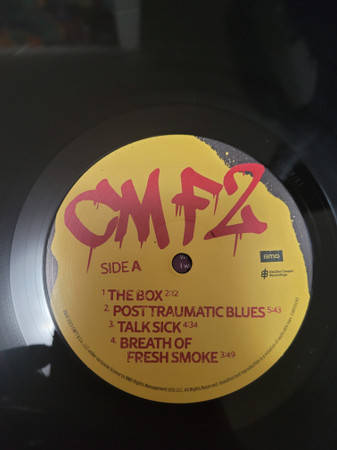 CMF2
SIDE A
bmg
1. THE BOX 2:12
2. POST TRAUMATIC BLUES 5:43
3. TALK SICK 4:34
4. BREATH OF
FRESH SMOKE 3:49